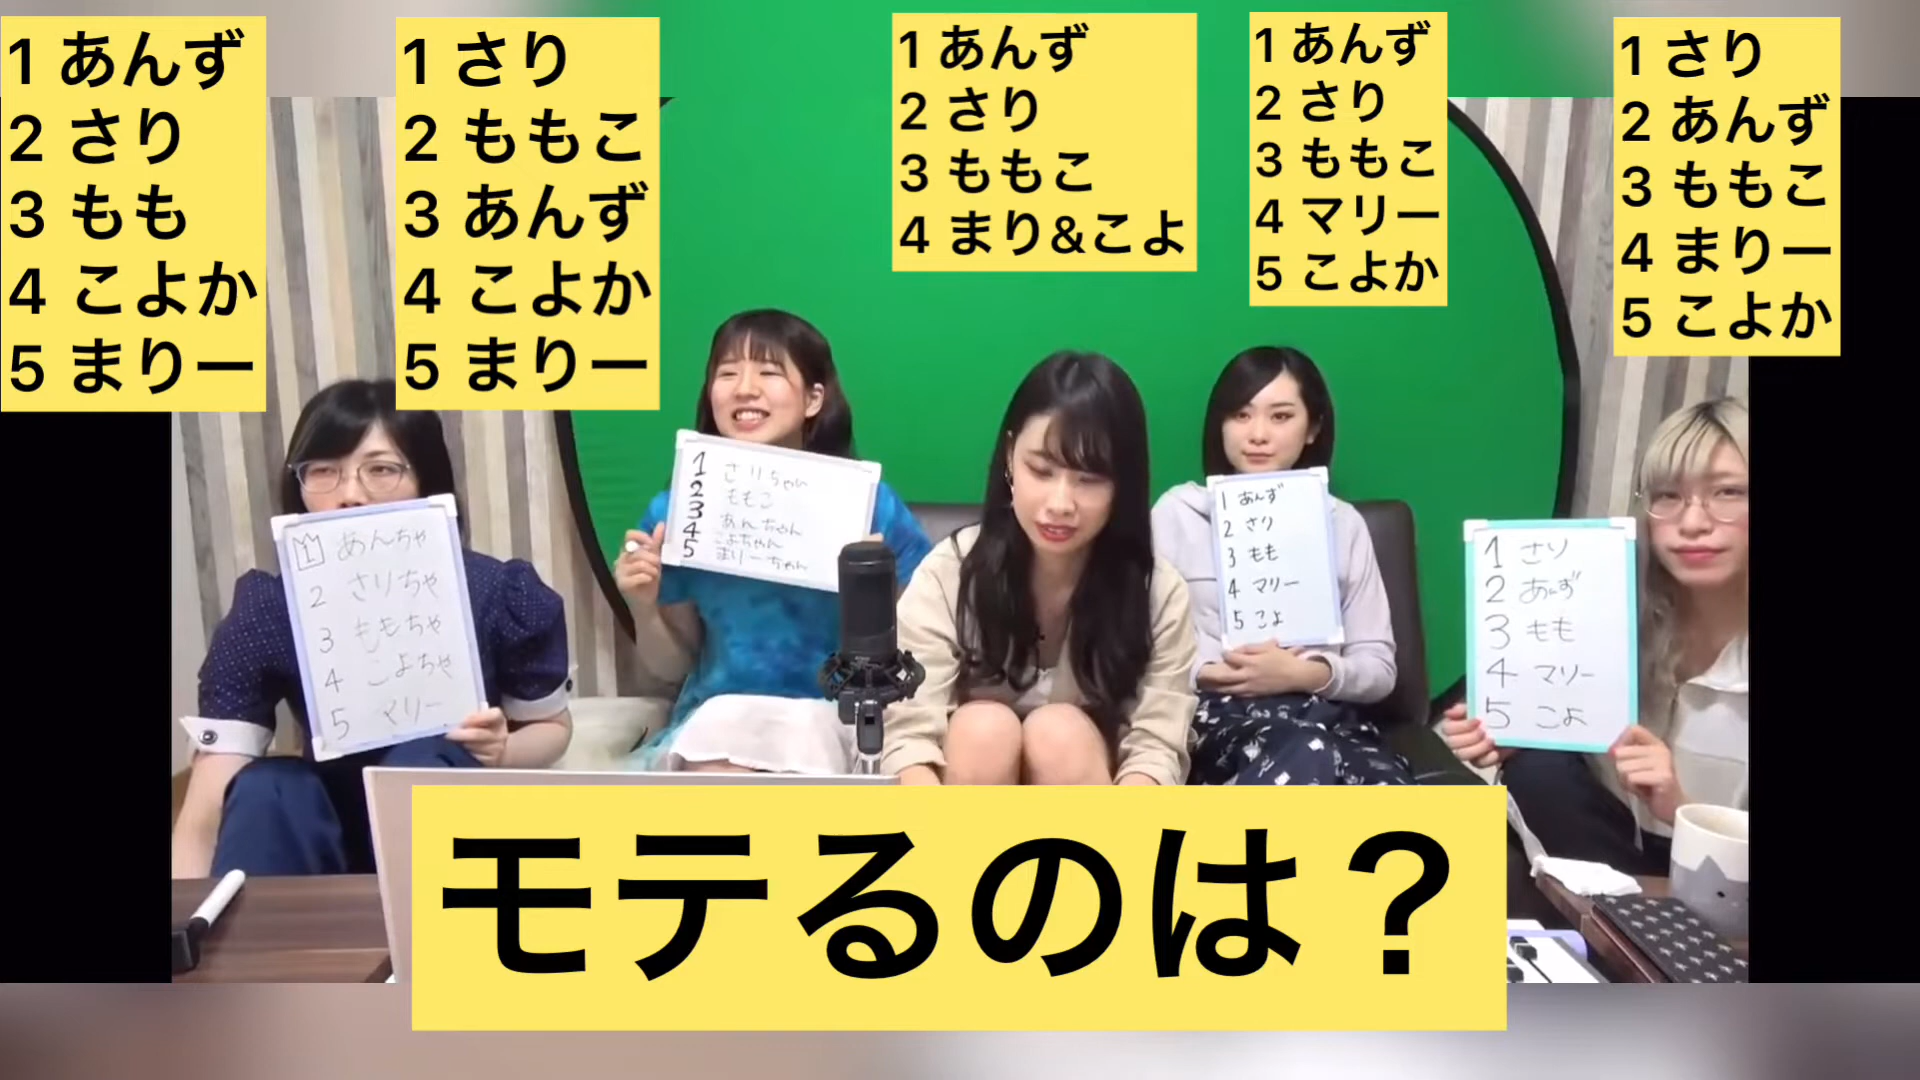 1 あんず
2 さり
3 もも
4 こよか
5 まりー
1 さり
2 ももこ
3 あんず
4 こよか
5 まりー
1 あんず
2 さり
3 ももこ
4 まり&こよ
1 あんず
2 さり
3 ももこ
4 マリー
5 こよか
1 さり
2 あんず
3 ももこ
4 まりー
5 こよか
1 あんちゃ
2 さりちゃ
3 ももちゃ
4 こよちゃ
5 マリー
1 さりちゃん
2 ももこ
3 あんちゃん
4 こよちゃん
5 まりーちゃん
1 あんず
2 さり
3 もも
4 マリー
5 こよ
1 さり
2 あんず
3 もも
4 マリー
5 こよ
モテるのは？